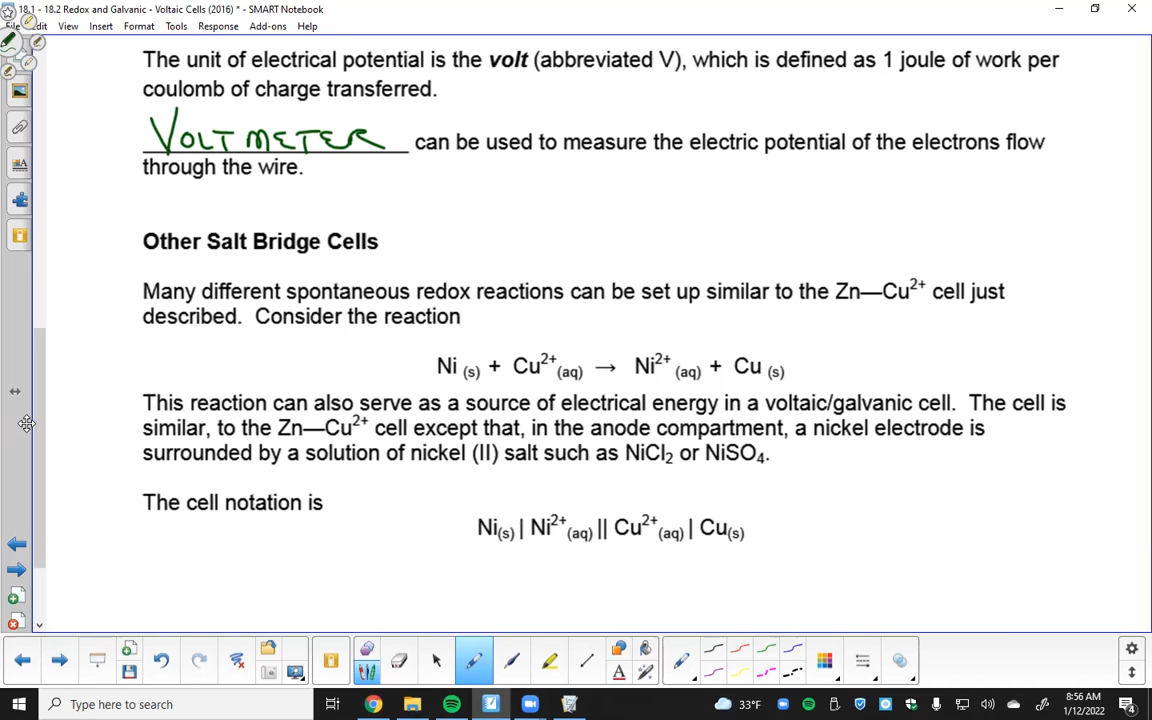 18.1 - 18.2 Redox and Galvanic - Voltaic Cells (2016) * - SMART Notebook
File Edit View Insert Format Tools Response Add-ons Help
The unit of electrical potential is the volt (abbreviated V), which is defined as 1 joule of work per
coulomb of charge transferred.
VOLTMETER can be used to measure the electric potential of the electrons flow
through the wire.
Other Salt Bridge Cells
Many different spontaneous redox reactions can be set up similar to the Zn—Cu²⁺ cell just
described. Consider the reaction
Ni (s) + Cu²⁺(aq) → Ni²⁺ (aq) + Cu (s)
This reaction can also serve as a source of electrical energy in a voltaic/galvanic cell. The cell is
similar, to the Zn—Cu²⁺ cell except that, in the anode compartment, a nickel electrode is
surrounded by a solution of nickel (II) salt such as NiCl₂ or NiSO₄.
The cell notation is
Ni(s) | Ni²⁺(aq) || Cu²⁺(aq) | Cu(s)
Type here to search
33°F
8:56 AM
1/12/2022
4